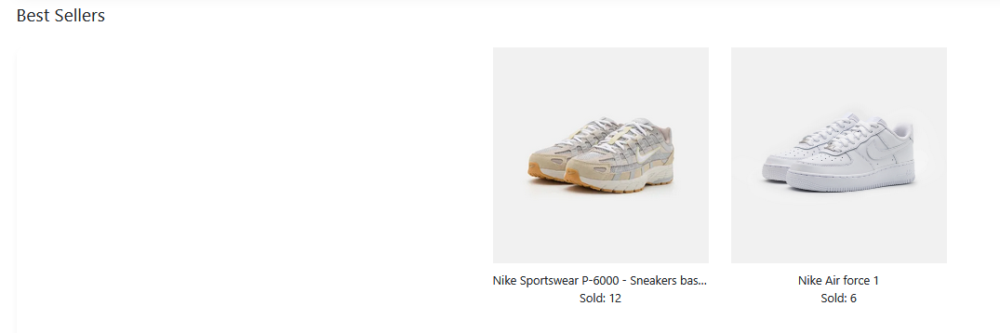 Best Sellers
Nike Sportswear P-6000 - Sneakers bas...
Sold: 12
Nike Air force 1
Sold: 6